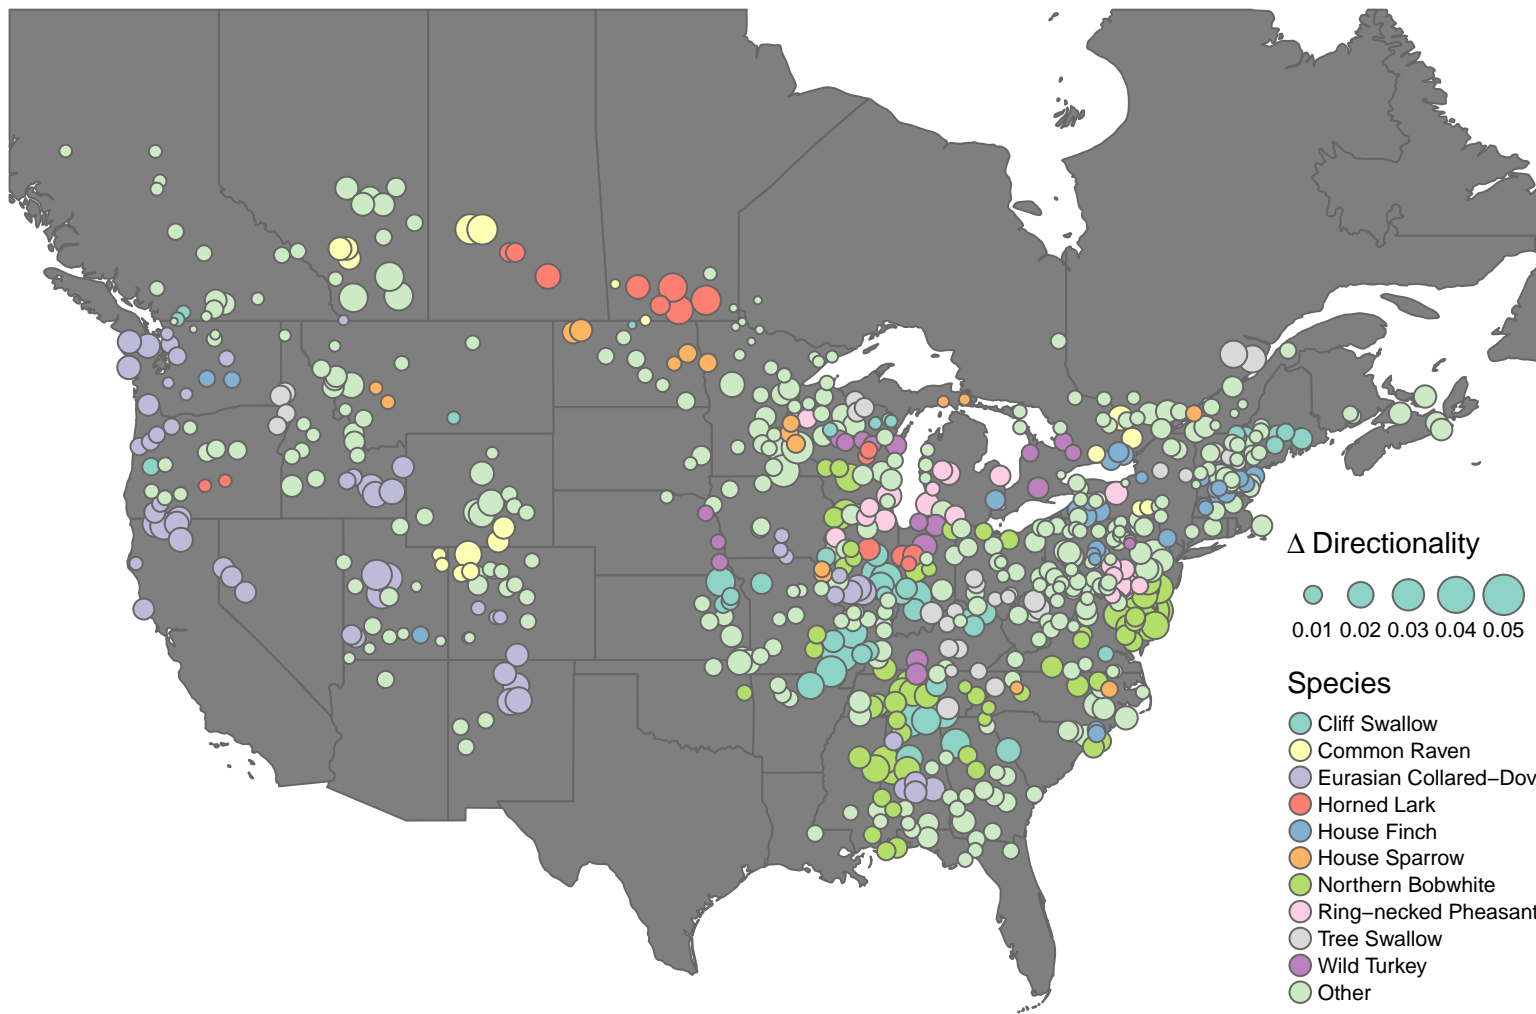 Δ Directionality
0.01 0.02 0.03 0.04 0.05
Species
Cliff Swallow
Common Raven
Eurasian Collared−Dov
Horned Lark
House Finch
House Sparrow
Northern Bobwhite
Ring−necked Pheasant
Tree Swallow
Wild Turkey
Other